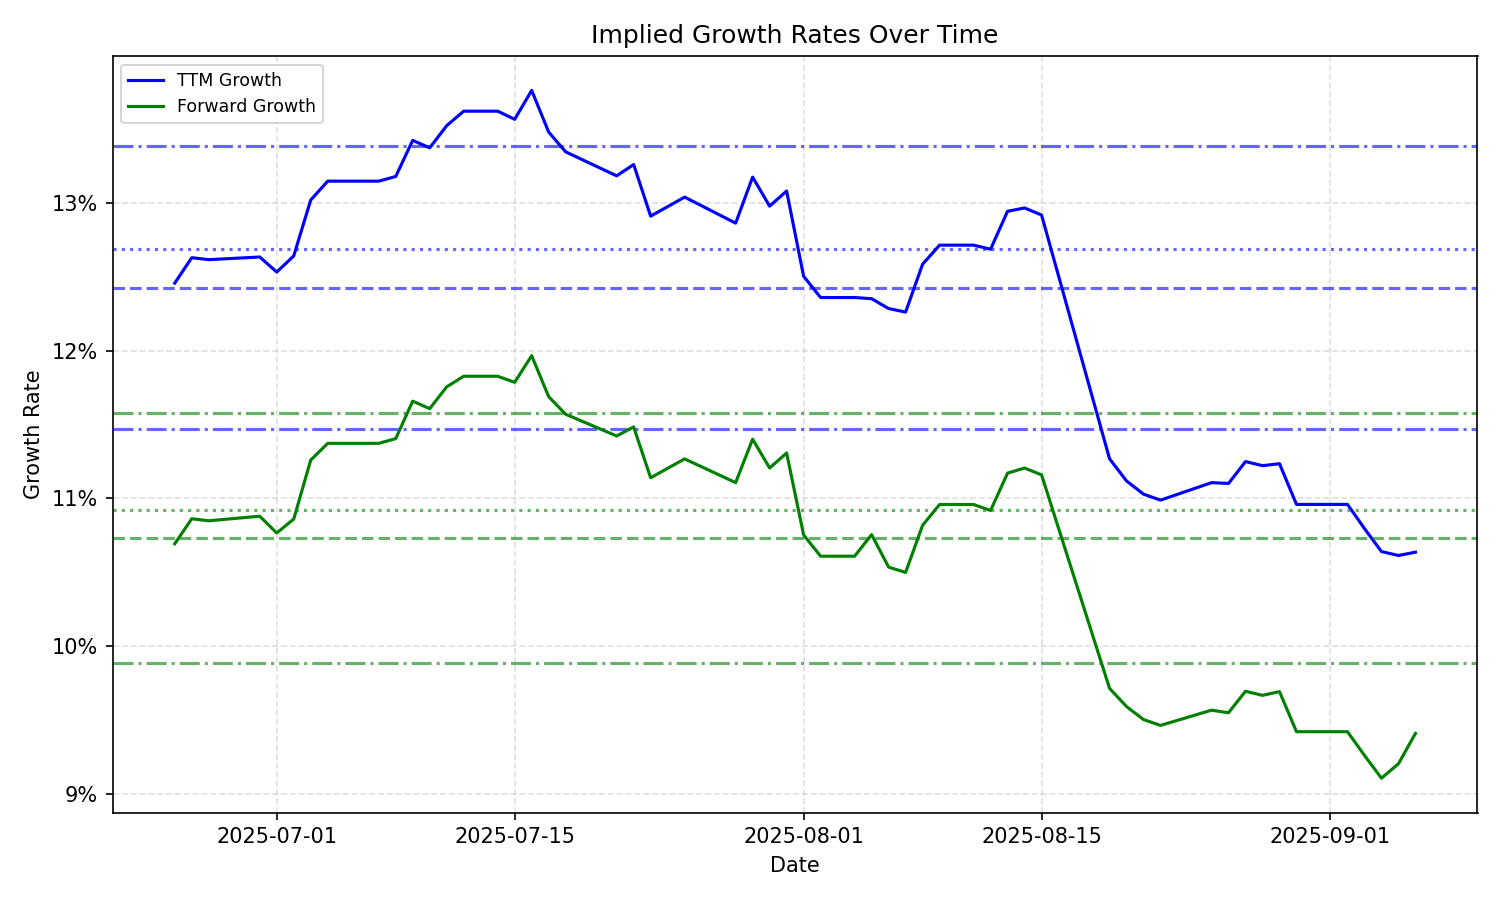 Implied Growth Rates Over Time
TTM Growth
Forward Growth
Growth Rate
13%
12%
11%
10%
9%
2025-07-01
2025-07-15
2025-08-01
2025-08-15
2025-09-01
Date